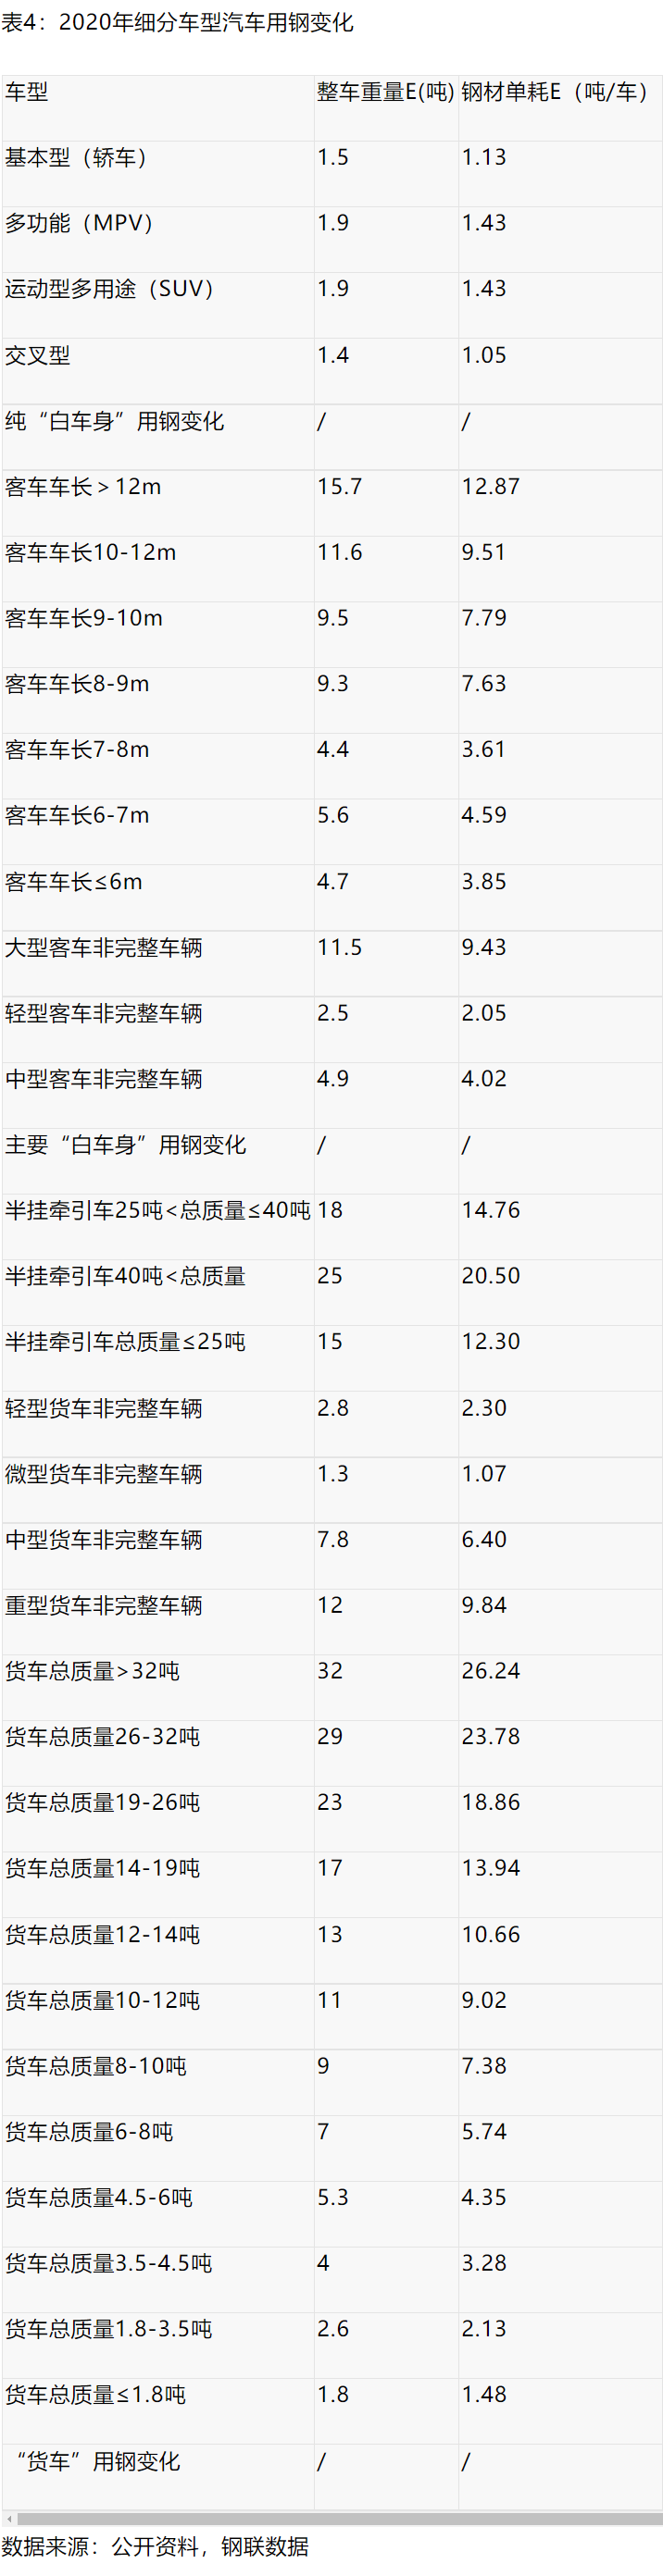 表4：2020年细分车型汽车用钢变化
车型 整车重量E(吨) 钢材单耗E（吨/车）
基本型（轿车） 1.5 1.13
多功能（MPV） 1.9 1.43
运动型多用途（SUV） 1.9 1.43
交叉型 1.4 1.05
纯“白车身”用钢变化 / /
客车车长＞12m 15.7 12.87
客车车长10-12m 11.6 9.51
客车车长9-10m 9.5 7.79
客车车长8-9m 9.3 7.63
客车车长7-8m 4.4 3.61
客车车长6-7m 5.6 4.59
客车车长≤6m 4.7 3.85
大型客车非完整车辆 11.5 9.43
轻型客车非完整车辆 2.5 2.05
中型客车非完整车辆 4.9 4.02
主要“白车身”用钢变化 / /
半挂牵引车25吨<总质量≤40吨 18 14.76
半挂牵引车40吨<总质量 25 20.50
半挂牵引车总质量≤25吨 15 12.30
轻型货车非完整车辆 2.8 2.30
微型货车非完整车辆 1.3 1.07
中型货车非完整车辆 7.8 6.40
重型货车非完整车辆 12 9.84
货车总质量>32吨 32 26.24
货车总质量26-32吨 29 23.78
货车总质量19-26吨 23 18.86
货车总质量14-19吨 17 13.94
货车总质量12-14吨 13 10.66
货车总质量10-12吨 11 9.02
货车总质量8-10吨 9 7.38
货车总质量6-8吨 7 5.74
货车总质量4.5-6吨 5.3 4.35
货车总质量3.5-4.5吨 4 3.28
货车总质量1.8-3.5吨 2.6 2.13
货车总质量≤1.8吨 1.8 1.48
“货车”用钢变化 / /
数据来源：公开资料，钢联数据